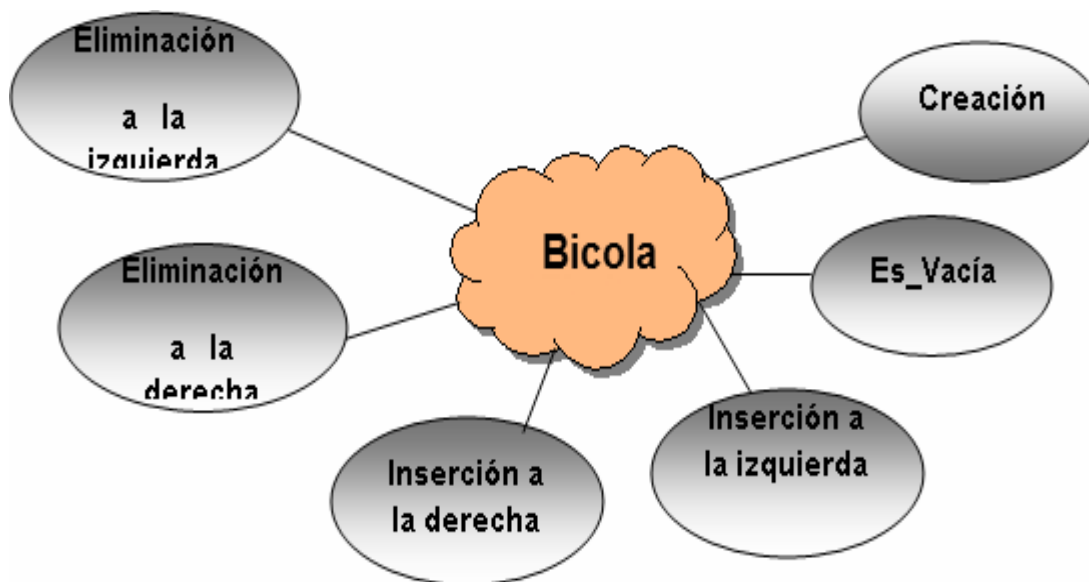 Eliminación
a la
izquierda
Creación
Bicola
Es_Vacía
Eliminación
a la
derecha
Inserción a
la izquierda
Inserción a
la derecha